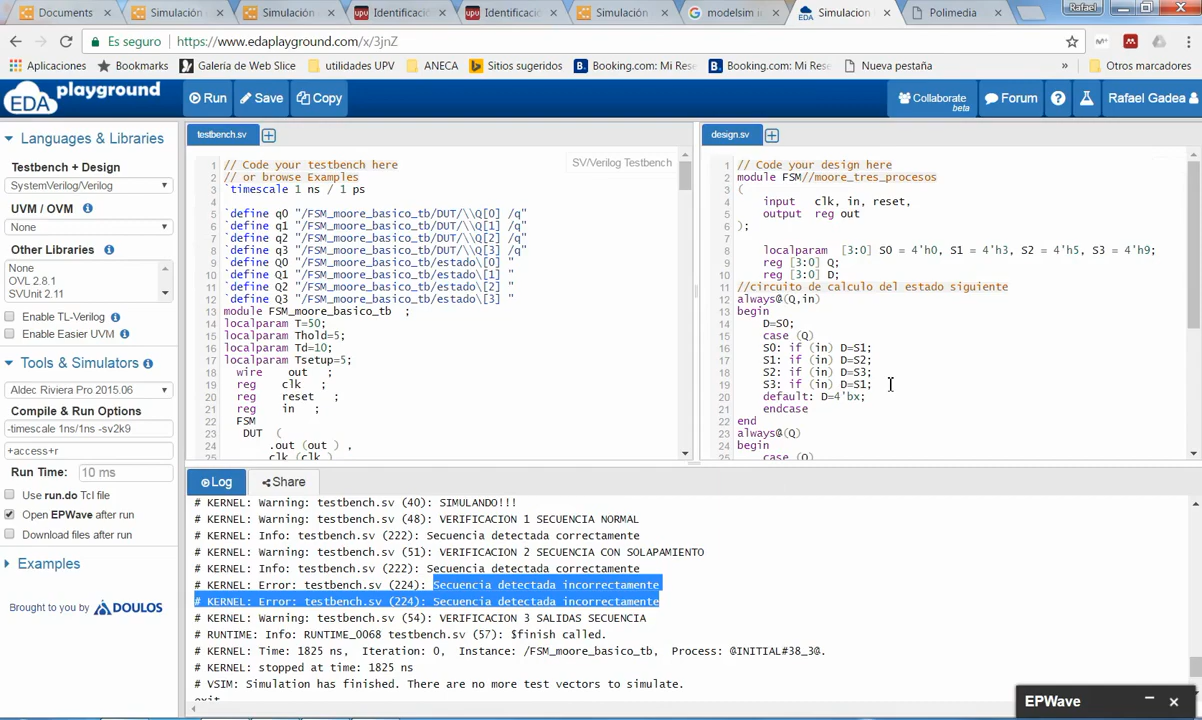 Documents
Simulación
Simulación
Identificació
Identificació
Simulación
modelsim i
Simulacion
Polimedia
Rafael
Es seguro
https://www.edaplayground.com/x/3jnZ
Aplicaciones
Bookmarks
Galería de Web Slice
utilidades UPV
ANECA
Sitios sugeridos
Booking.com: Mi Rese
Booking.com: Mi Rese
Nueva pestaña
»
Otros marcadores
EDA playground
Run
Save
Copy
Collaborate
beta
Forum
Rafael Gadea
Languages & Libraries
Testbench + Design
SystemVerilog/Verilog
UVM / OVM
None
Other Libraries
None
OVL 2.8.1
SVUnit 2.11
Enable TL-Verilog
Enable Easier UVM
Tools & Simulators
Aldec Riviera Pro 2015.06
Compile & Run Options
-timescale 1ns/1ns -sv2k9
+access+r
Run Time:
10 ms
Use run.do Tcl file
Open EPWave after run
Download files after run
Examples
Brought to you by DOULOS
testbench.sv
SV/Verilog Testbench
1 // Code your testbench here
2 // or browse Examples
3 `timescale 1 ns / 1 ps
4
5 `define q0 "/FSM_moore_basico_tb/DUT/\\Q[0] /q"
6 `define q1 "/FSM_moore_basico_tb/DUT/\\Q[1] /q"
7 `define q2 "/FSM_moore_basico_tb/DUT/\\Q[2] /q"
8 `define q3 "/FSM_moore_basico_tb/DUT/\\Q[3] /q"
9 `define Q0 "/FSM_moore_basico_tb/estado\[0] "
10 `define Q1 "/FSM_moore_basico_tb/estado\[1] "
11 `define Q2 "/FSM_moore_basico_tb/estado\[2] "
12 `define Q3 "/FSM_moore_basico_tb/estado\[3] "
13 module FSM_moore_basico_tb ;
14 localparam T=50;
15 localparam Thold=5;
16 localparam Td=10;
17 localparam Tsetup=5;
18 wire out ;
19 reg clk ;
20 reg reset ;
21 reg in ;
22 FSM
23 DUT (
24 .out (out ) ,
.clk (clk )
design.sv
1 // Code your design here
2 module FSM//moore_tres_procesos
3 (
4 input clk, in, reset,
5 output reg out
6 );
7
8 localparam [3:0] S0 = 4'h0, S1 = 4'h3, S2 = 4'h5, S3 = 4'h9;
9 reg [3:0] Q;
10 reg [3:0] D;
11 //circuito de calculo del estado siguiente
12 always@(Q,in)
13 begin
14 D=S0;
15 case (Q)
16 S0: if (in) D=S1;
17 S1: if (in) D=S2;
18 S2: if (in) D=S3;
19 S3: if (in) D=S1;
20 default: D=4'bx;
21 endcase
22 end
23 always@(Q)
24 begin
25 case (Q)
Log
Share
# KERNEL: Warning: testbench.sv (40): SIMULANDO!!!
# KERNEL: Warning: testbench.sv (48): VERIFICACION 1 SECUENCIA NORMAL
# KERNEL: Info: testbench.sv (222): Secuencia detectada correctamente
# KERNEL: Warning: testbench.sv (51): VERIFICACION 2 SECUENCIA CON SOLAPAMIENTO
# KERNEL: Info: testbench.sv (222): Secuencia detectada correctamente
# KERNEL: Error: testbench.sv (224): Secuencia detectada incorrectamente
# KERNEL: Error: testbench.sv (224): Secuencia detectada incorrectamente
# KERNEL: Warning: testbench.sv (54): VERIFICACION 3 SALIDAS SECUENCIA
# RUNTIME: Info: RUNTIME_0068 testbench.sv (57): $finish called.
# KERNEL: Time: 1825 ns, Iteration: 0, Instance: /FSM_moore_basico_tb, Process: @INITIAL#38_3@.
# KERNEL: stopped at time: 1825 ns
# VSIM: Simulation has finished. There are no more test vectors to simulate.
exit
EPWave